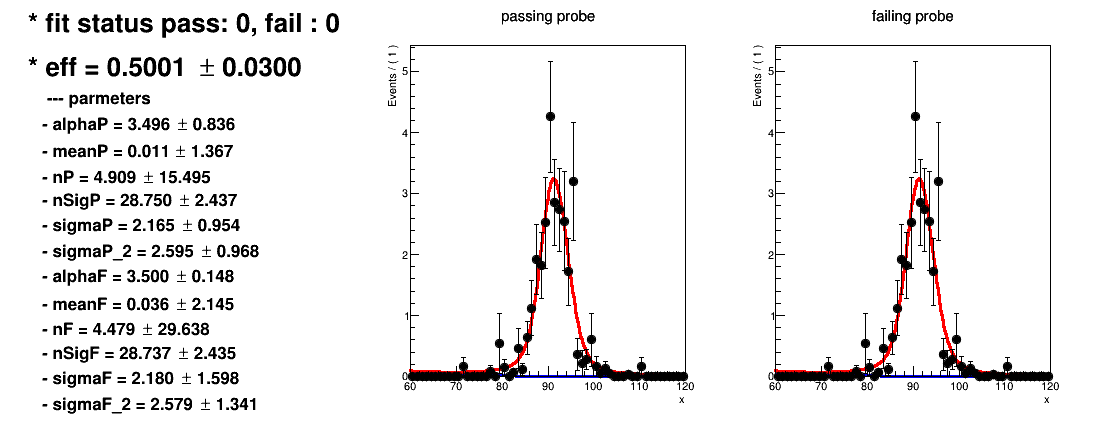 * fit status pass: 0, fail : 0
* eff = 0.5001 ± 0.0300
--- parmeters
- alphaP = 3.496 ± 0.836
- meanP = 0.011 ± 1.367
- nP = 4.909 ± 15.495
- nSigP = 28.750 ± 2.437
- sigmaP = 2.165 ± 0.954
- sigmaP_2 = 2.595 ± 0.968
- alphaF = 3.500 ± 0.148
- meanF = 0.036 ± 2.145
- nF = 4.479 ± 29.638
- nSigF = 28.737 ± 2.435
- sigmaF = 2.180 ± 1.598
- sigmaF_2 = 2.579 ± 1.341
passing probe
Events / ( 1 )
5
4
3
2
1
0
60 70 80 90 100 110 120
x
failing probe
Events / ( 1 )
5
4
3
2
1
0
60 70 80 90 100 110 120
x